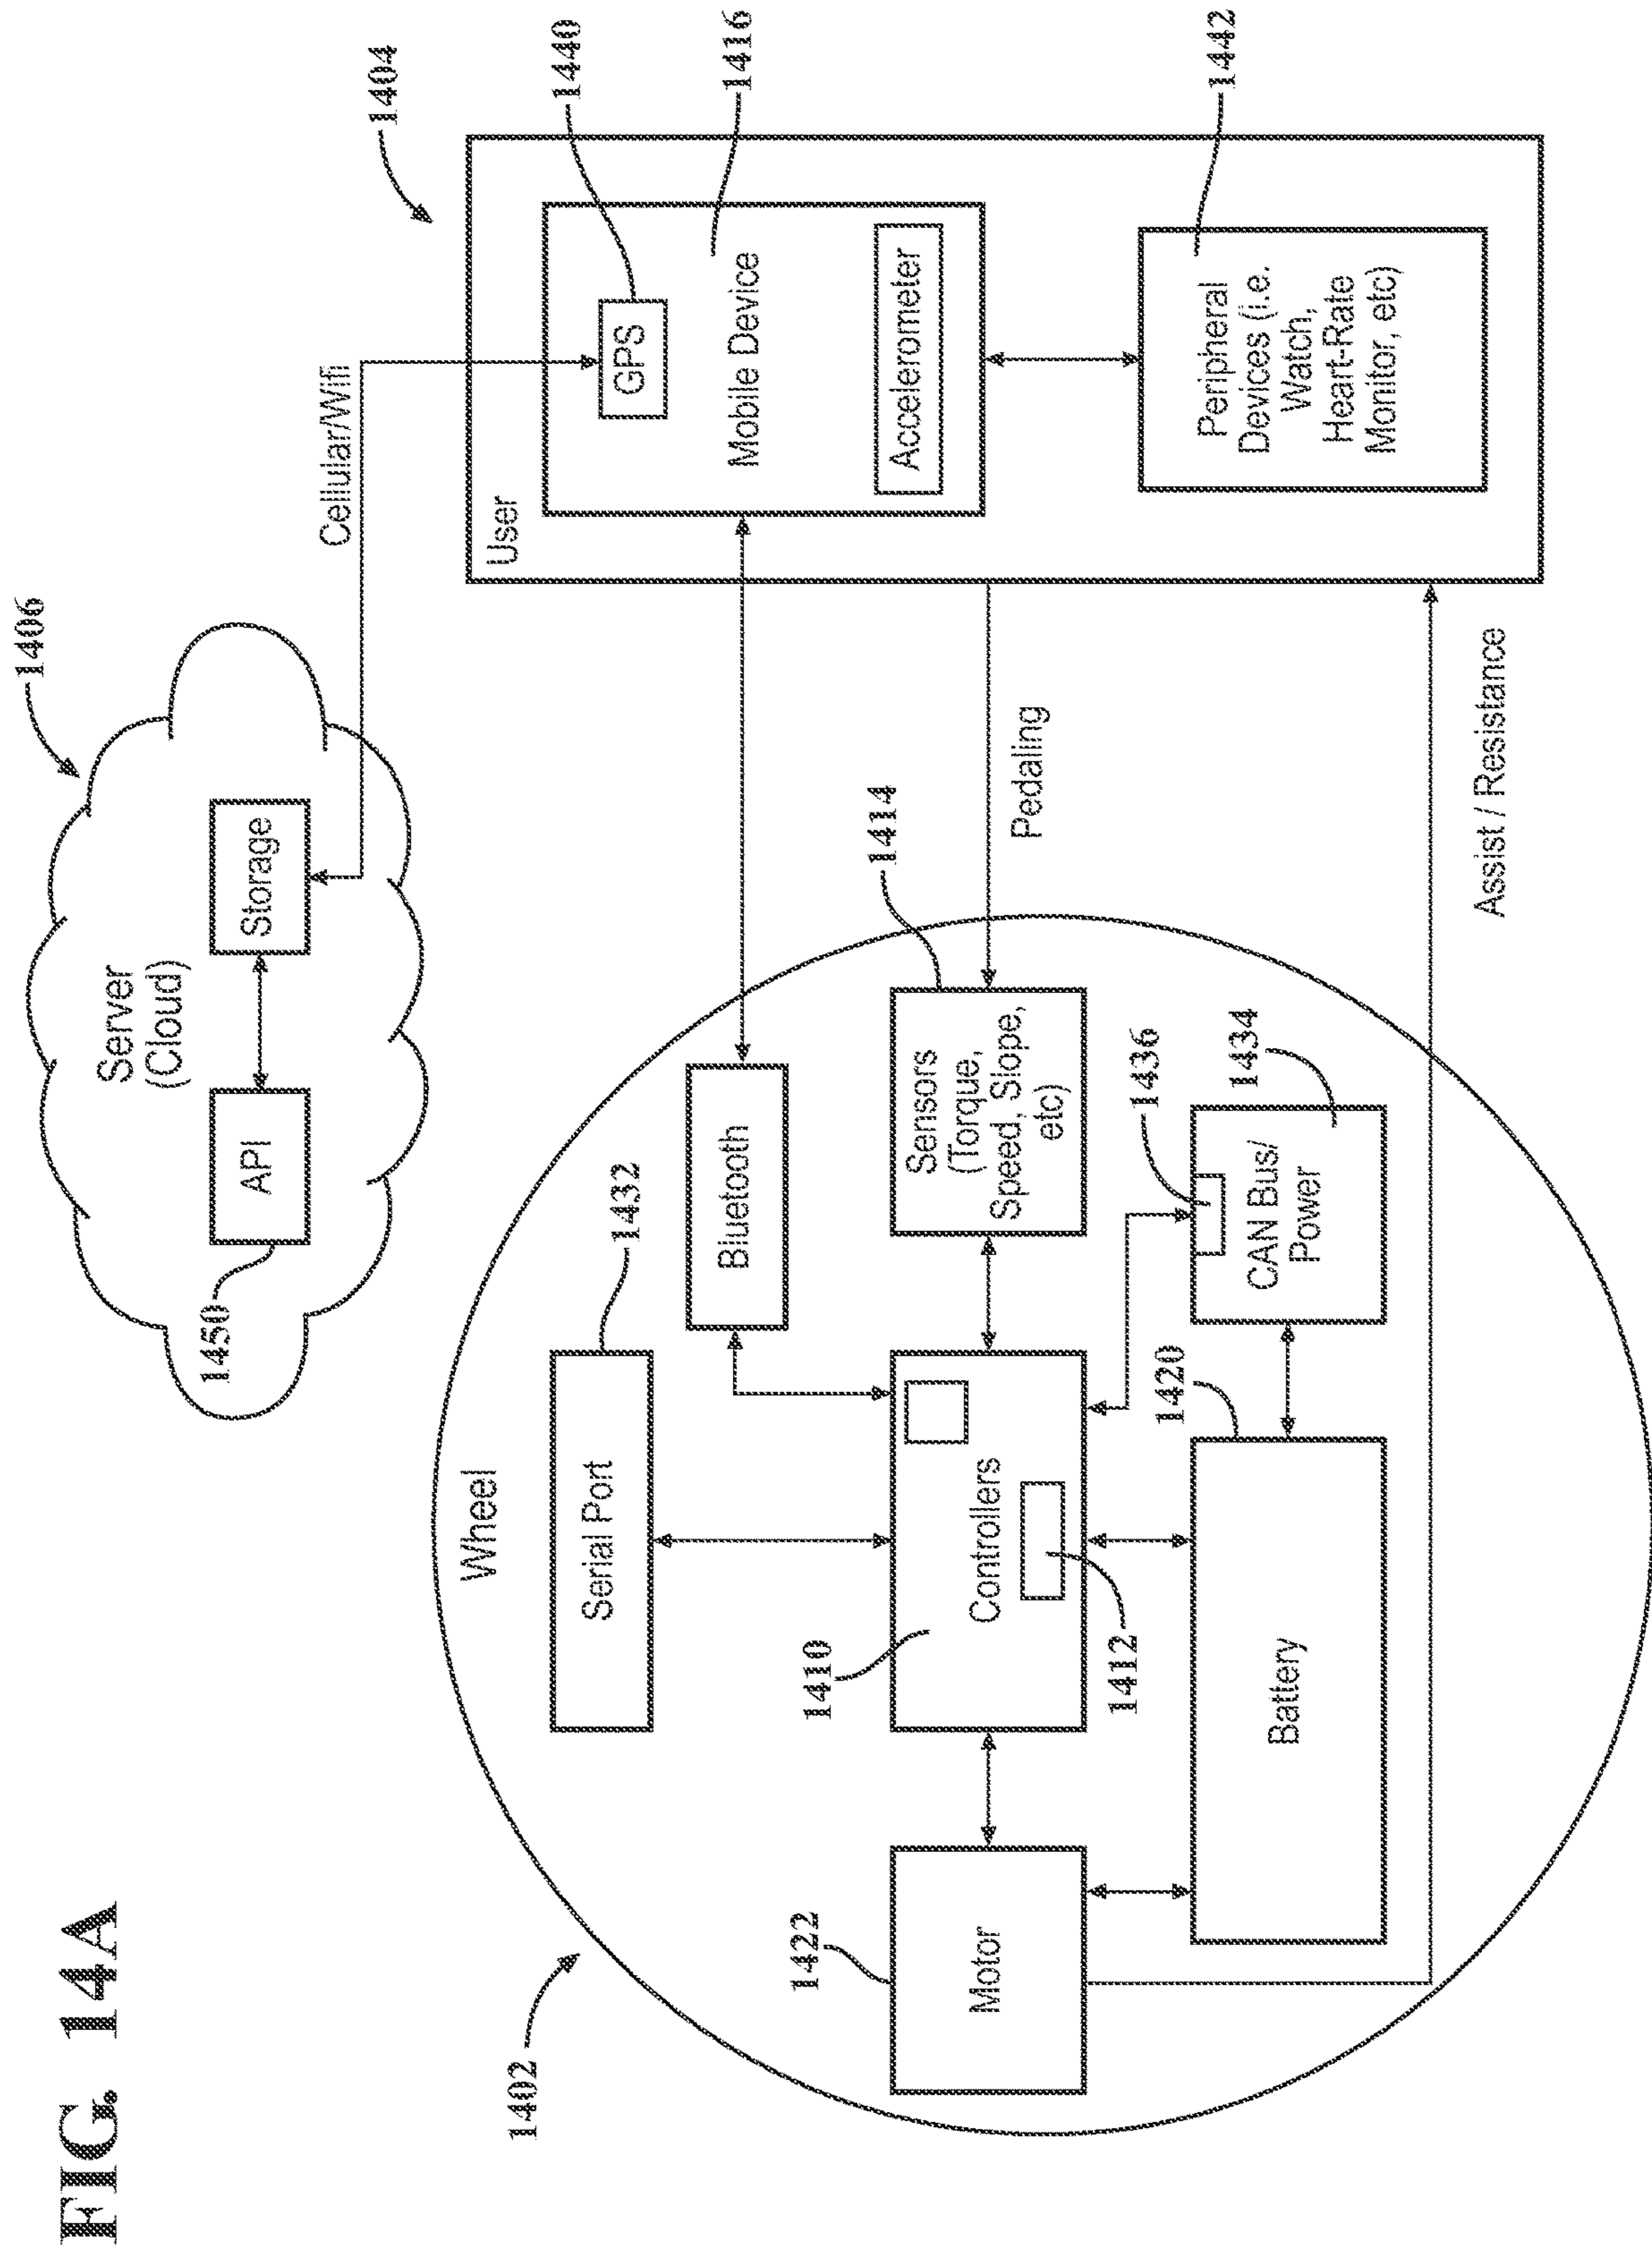 FIG. 14A
1406
Server
(Cloud)
API
Storage
1450
Cellular/Wifi
1404
User
GPS
1440
Mobile Device
1416
Accelerometer
Peripheral
Devices (i.e.
Watch,
Heart-Rate
Monitor, etc)
1442
1402
Wheel
Serial Port
1432
Bluetooth
1410
Controllers
1412
Sensors
(Torque,
Speed, Slope,
etc)
1414
Pedaling
1422
Motor
1420
Battery
1436
CAN Bus/
Power
1434
Assist / Resistance